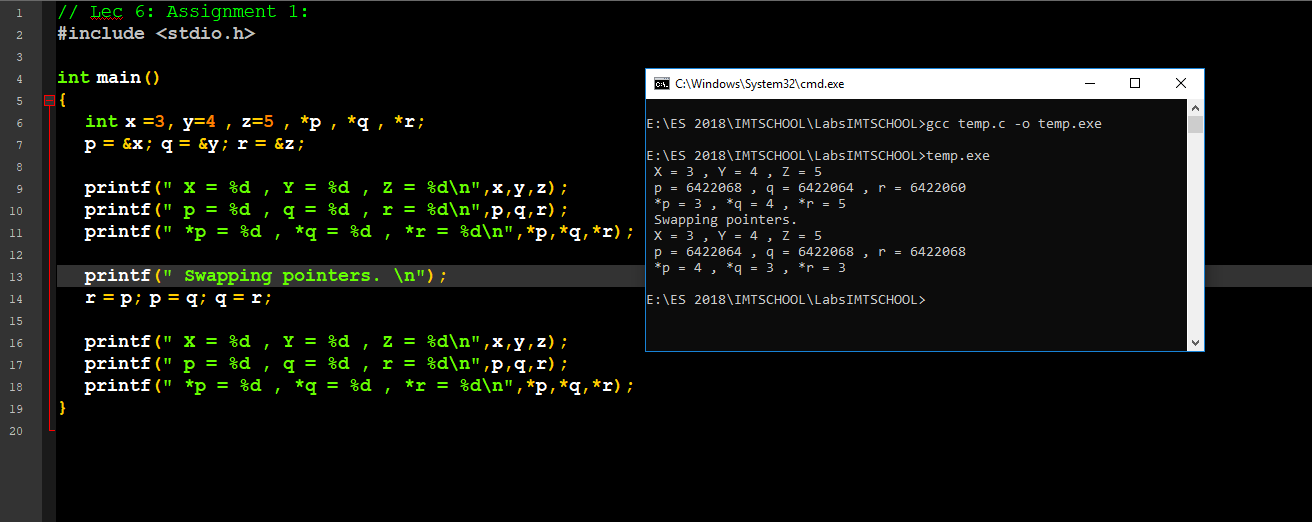 1 // Lec 6: Assignment 1:
2 #include <stdio.h>
3
4 int main()
5 {
6 int x =3, y=4 , z=5 , *p , *q , *r;
7 p = &x; q = &y; r = &z;
8
9 printf(" X = %d , Y = %d , Z = %d\n",x,y,z);
10 printf(" p = %d , q = %d , r = %d\n",p,q,r);
11 printf(" *p = %d , *q = %d , *r = %d\n",*p,*q,*r);
12
13 printf(" Swapping pointers. \n");
14 r = p; p = q; q = r;
15
16 printf(" X = %d , Y = %d , Z = %d\n",x,y,z);
17 printf(" p = %d , q = %d , r = %d\n",p,q,r);
18 printf(" *p = %d , *q = %d , *r = %d\n",*p,*q,*r);
19 }
20
C:\Windows\System32\cmd.exe
E:\ES 2018\IMTSCHOOL\LabsIMTSCHOOL>gcc temp.c -o temp.exe
E:\ES 2018\IMTSCHOOL\LabsIMTSCHOOL>temp.exe
X = 3 , Y = 4 , Z = 5
p = 6422068 , q = 6422064 , r = 6422060
*p = 3 , *q = 4 , *r = 5
Swapping pointers.
X = 3 , Y = 4 , Z = 5
p = 6422064 , q = 6422068 , r = 6422068
*p = 4 , *q = 3 , *r = 3
E:\ES 2018\IMTSCHOOL\LabsIMTSCHOOL>